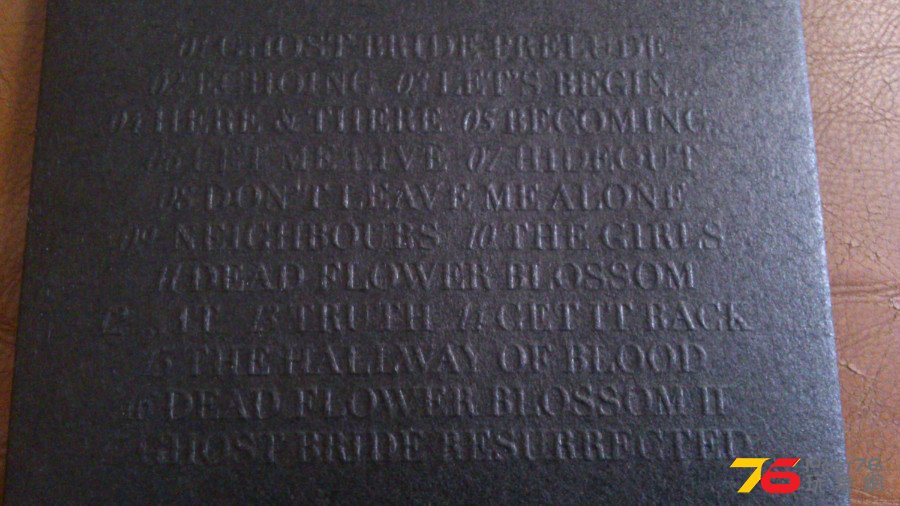 01 GHOST BRIDE PRELUDE
02 ECHOING 03 LET'S BEGIN...
04 HERE & THERE 05 BECOMING...
06 LET ME LIVE 07 HIDEOUT
08 DON'T LEAVE ME ALONE
09 NEIGHBOURS 10 THE GIRLS
11 DEAD FLOWER BLOSSOM
12 13 TRUTH 14 GET IT BACK
15 THE HALLWAY OF BLOOD
16 DEAD FLOWER BLOSSOM II
GHOST BRIDE RESURRECTED
76